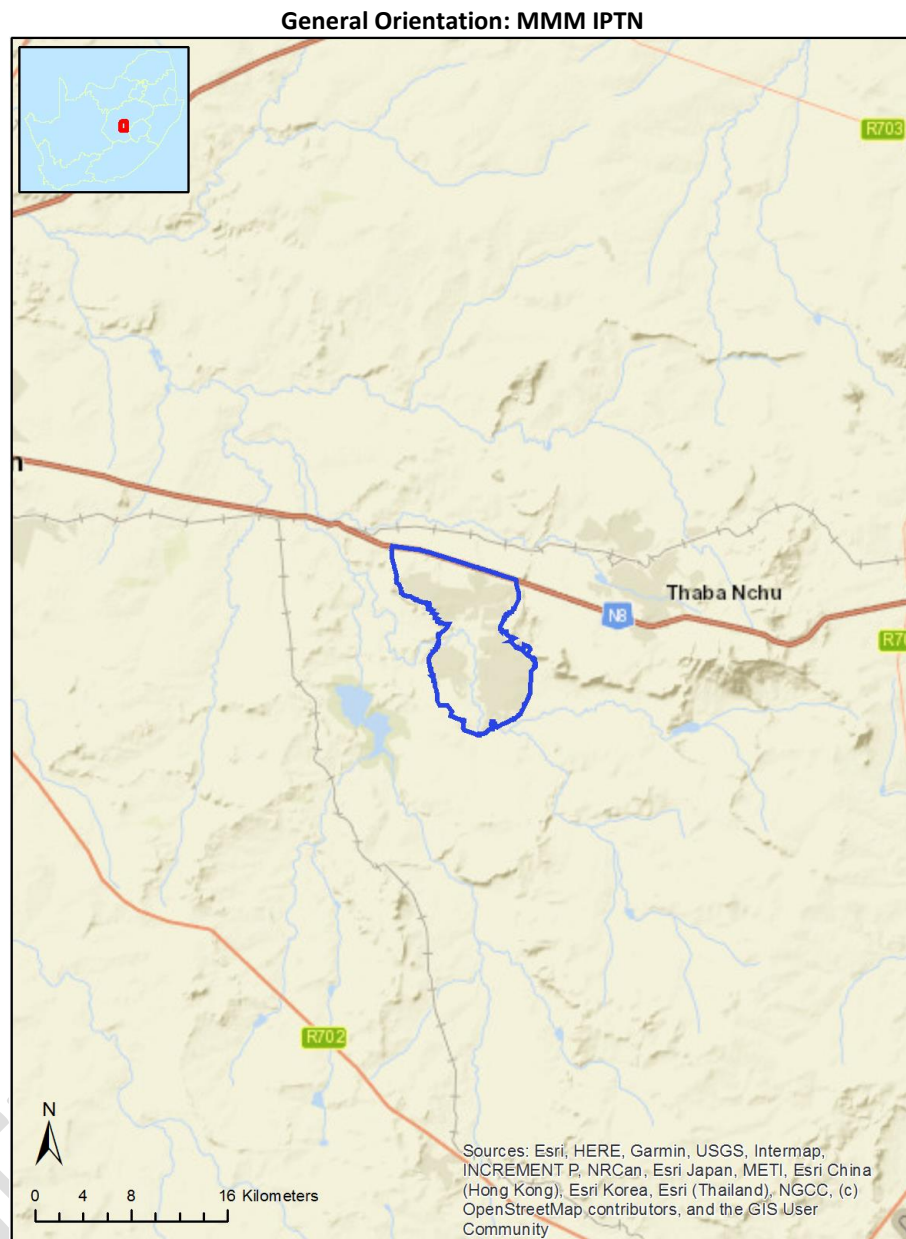 General Orientation: MMM IPTN
R703
n
Thaba Nchu
N8
R702
N
0 4 8 16 Kilometers
Sources: Esri, HERE, Garmin, USGS, Intermap,
INCREMENT P, NRCan, Esri Japan, METI, Esri China
(Hong Kong), Esri Korea, Esri (Thailand), NGCC, (c)
OpenStreetMap contributors, and the GIS User
Community